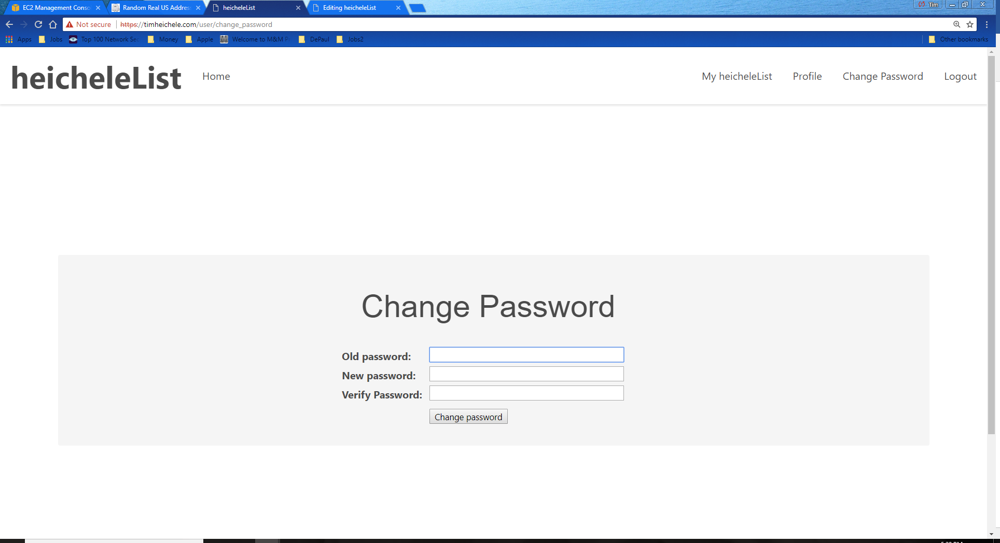 EC2 Management Conso
Random Real US Addres
heicheleList
Editing heicheleList
Tim
Not secure
https://timheichele.com/user/change_password
Apps
Jobs
Top 100 Network Sec
Money
Apple
Welcome to M&M P
DePaul
Jobs2
Other bookmarks
heicheleList
Home
My heicheleList
Profile
Change Password
Logout
Change Password
Old password:
New password:
Verify Password:
Change password